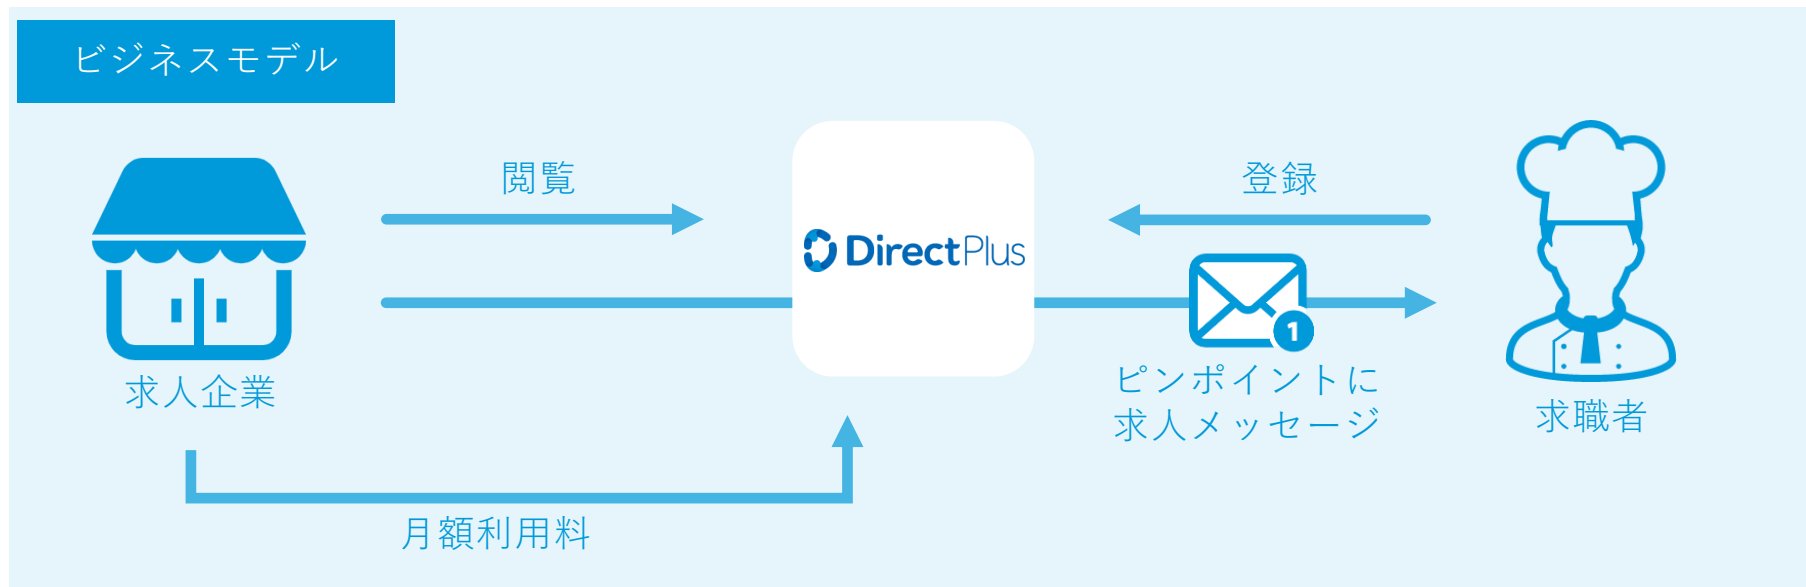 ビジネスモデル
閲覧
登録
DirectPlus
1
求人企業
ピンポイントに
求人メッセージ
求職者
月額利用料